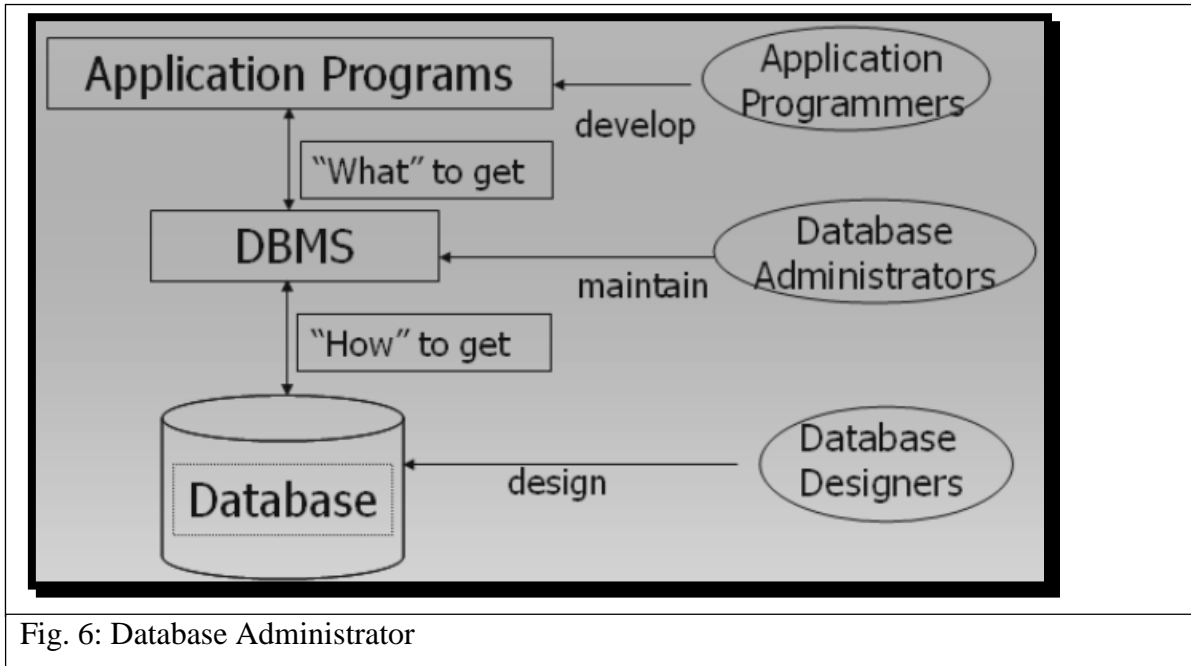 Application Programs
Application
Programmers
develop
“What” to get
DBMS
Database
Administrators
maintain
“How” to get
Database
design
Database
Designers
Fig. 6: Database Administrator